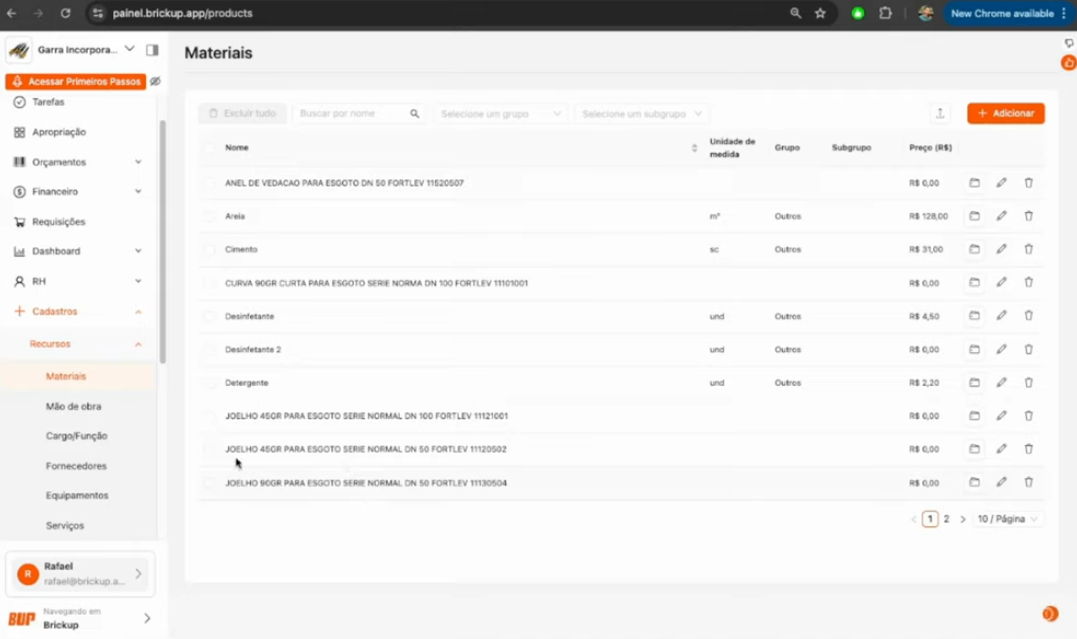 painel.brickup.app/products
New Chrome available
Garra Incorpora...
Materiais
Acessar Primeiros Passos
Tarefas
Apropriação
Orçamentos
Financeiro
Requisições
Dashboard
RH
Cadastros
Recursos
Materiais
Mão de obra
Cargo/Função
Fornecedores
Equipamentos
Serviços
Rafael
R
rafael@brickup.a...
BUP
Navegando em
Brickup
Excluir tudo
Buscar por nome
Selecione um grupo
Selecione um subgrupo
+ Adicionar
Nome
Unidade de medida
Grupo
Subgrupo
Preço (R$)
ANEL DE VEDACAO PARA ESGOTO DN 50 FORTLEV 11520507 R$ 0,00
Areia m³ Outros R$ 128,00
Cimento sc Outros R$ 31,00
CURVA 90GR CURTA PARA ESGOTO SERIE NORMA DN 100 FORTLEV 11101001 R$ 0,00
Desinfetante und Outros R$ 4,50
Desinfetante 2 und Outros R$ 0,00
Detergente und Outros R$ 2,20
JOELHO 45GR PARA ESGOTO SERIE NORMAL DN 100 FORTLEV 11121001 R$ 0,00
JOELHO 45GR PARA ESGOTO SERIE NORMAL DN 50 FORTLEV 11120502 R$ 0,00
JOELHO 90GR PARA ESGOTO SERIE NORMAL DN 50 FORTLEV 11130504 R$ 0,00
< 1 2 > 10 / Página